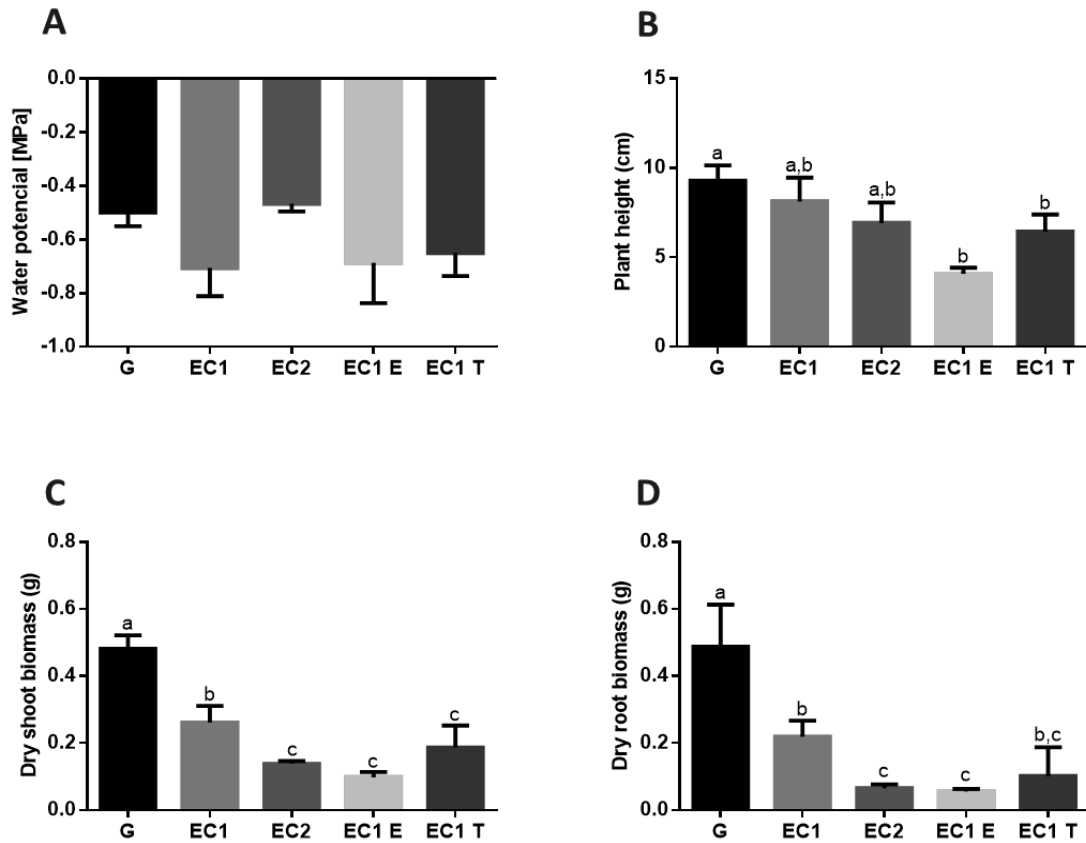 A
Water potencial [MPa]
0.0
-0.2
-0.4
-0.6
-0.8
-1.0
G EC1 EC2 EC1 E EC1 T
B
Plant height (cm)
15
10
5
0
a a,b a,b b b
G EC1 EC2 EC1 E EC1 T
C
Dry shoot biomass (g)
0.8
0.6
0.4
0.2
0.0
a b c c c
G EC1 EC2 EC1 E EC1 T
D
Dry root biomass (g)
0.8
0.6
0.4
0.2
0.0
a b c c b,c
G EC1 EC2 EC1 E EC1 T